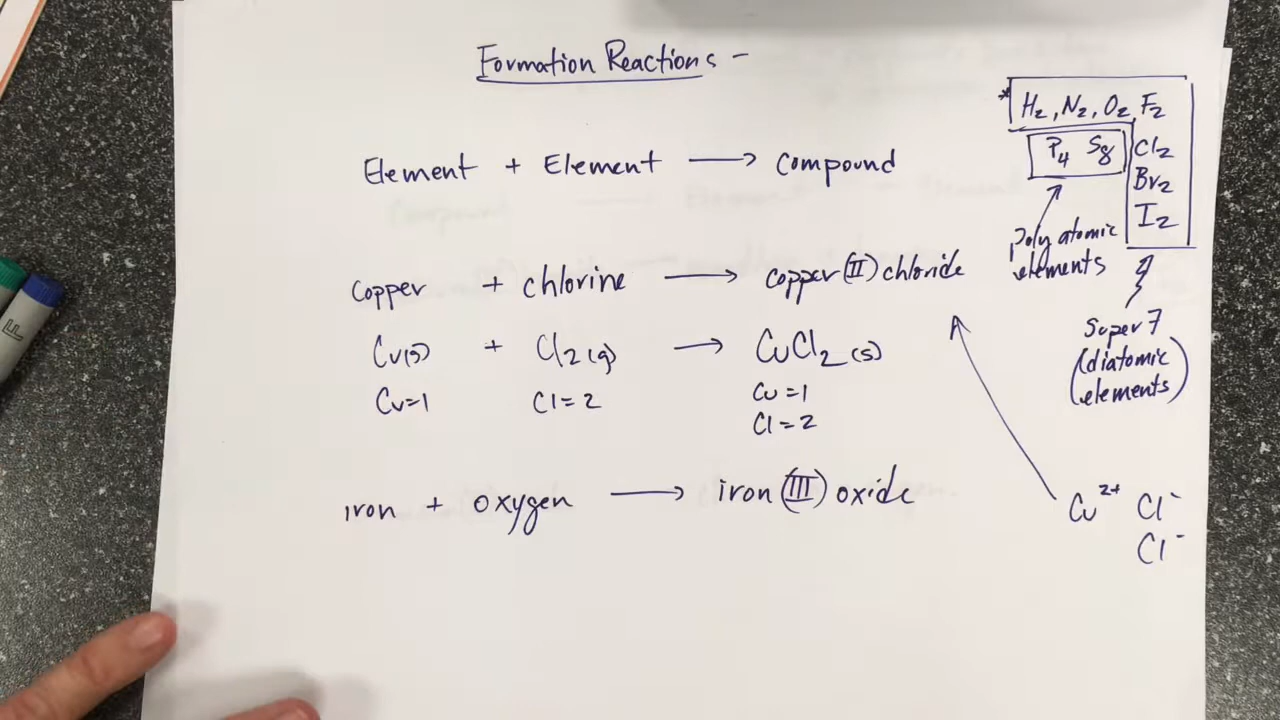 Formation Reactions -
Element + Element → Compound
copper + chlorine → copper (II) chloride
Cu(s) + Cl₂(g) → CuCl₂(s)
Cu=1 Cl=2 Cu=1
Cl=2
iron + oxygen → iron (III) oxide
* H₂, N₂, O₂, F₂
P₄ S₈ Cl₂
Br₂
I₂
polyatomic
elements
Super 7
(diatomic
elements)
Cu²⁺ Cl⁻
Cl⁻